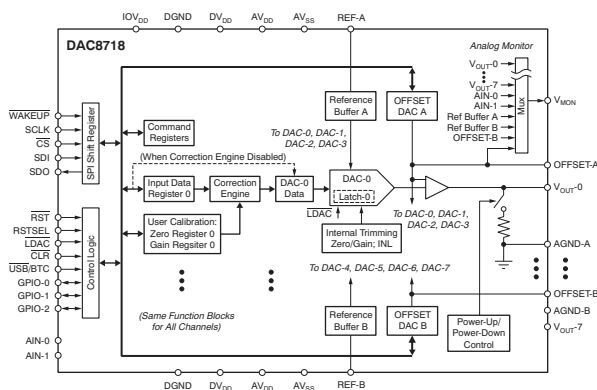 IOVDD DGND DVDD AVDD AVSS REF-A
DAC8718
Analog Monitor
VOUT-0
VOUT-7
AIN-0
AIN-1
Ref Buffer A
Ref Buffer B
OFFSET-B
Mux
VMON
WAKEUP
SCLK
CS
SDI
SDO
SPI Shift Register
Command
Registers
Reference
Buffer A
OFFSET
DAC A
To DAC-0, DAC-1,
DAC-2, DAC-3
OFFSET-A
(When Correction Engine Disabled)
Input Data
Register 0
Correction
Engine
DAC-0
Data
DAC-0
Latch-0
VOUT-0
LDAC
To DAC-0, DAC-1,
DAC-2, DAC-3
RST
RSTSEL
LDAC
CLR
USB/BTC
GPIO-0
GPIO-1
GPIO-2
Control Logic
User Calibration:
Zero Register 0
Gain Regsiter 0
Internal Trimming
Zero/Gain; INL
AGND-A
To DAC-4, DAC-5, DAC-6, DAC-7
OFFSET-B
(Same Function Blocks
for All Channels)
Reference
Buffer B
OFFSET
DAC B
Power-Up/
Power-Down
Control
AGND-B
VOUT-7
AIN-0
AIN-1
DGND DVDD AVDD AVSS REF-B